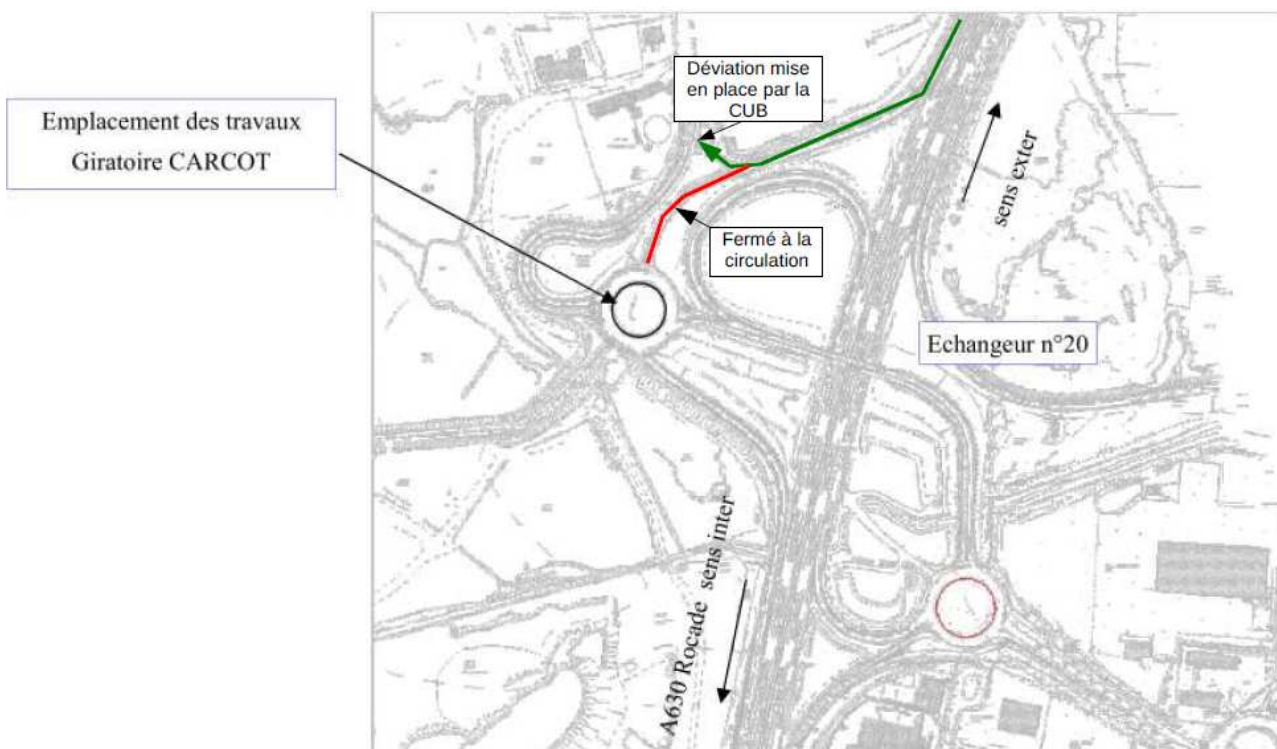 Déviation mise
en place par la
CUB
Emplacement des travaux
Giratoire CARCOT
Fermé à la
circulation
sens exter
Echangeur n°20
A630 Rocade sens inter